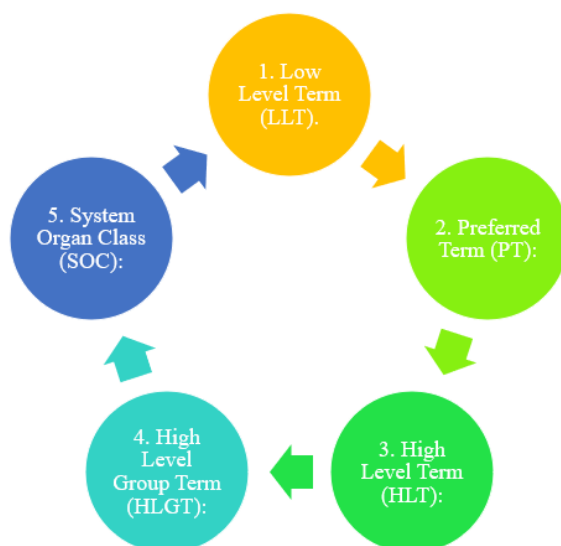 1. Low
Level Term
(LLT).
2. Preferred
Term (PT):
3. High
Level Term
(HLT):
4. High
Level
Group Term
(HLGT):
5. System
Organ Class
(SOC):